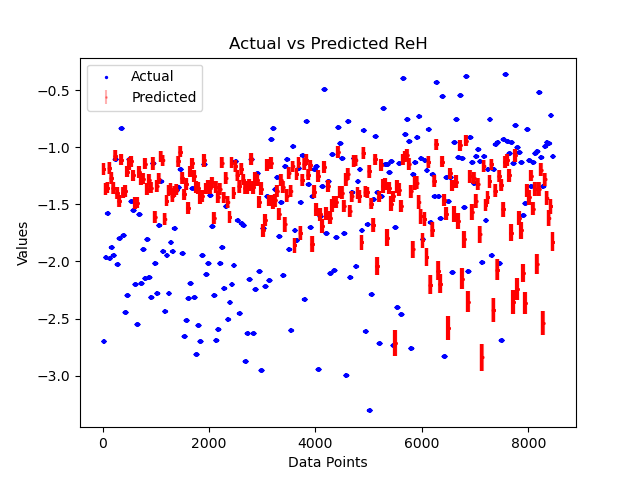 Actual vs Predicted ReH
Actual
Predicted
−0.5
−1.0
−1.5
−2.0
−2.5
−3.0
Values
0 2000 4000 6000 8000
Data Points